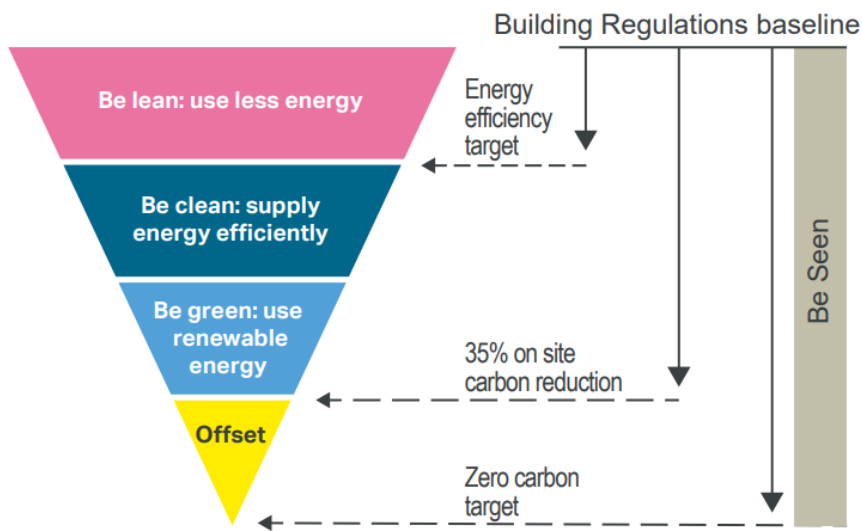 Building Regulations baseline
Be lean: use less energy
Energy
efficiency
target
Be clean: supply
energy efficiently
Be green: use
renewable
energy
35% on site
carbon reduction
Offset
Zero carbon
target
Be Seen